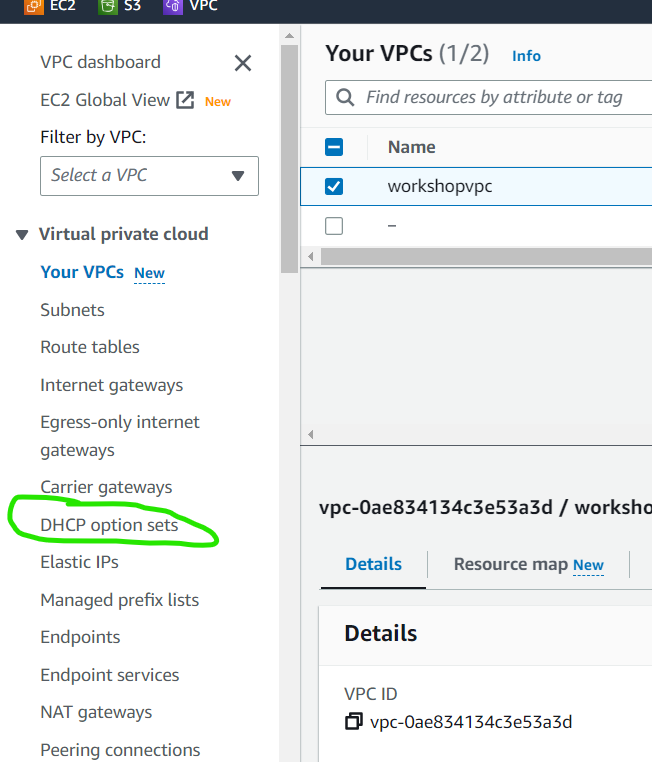 EC2 S3 VPC
VPC dashboard
EC2 Global View New
Filter by VPC:
Select a VPC
Virtual private cloud
Your VPCs New
Subnets
Route tables
Internet gateways
Egress-only internet
gateways
Carrier gateways
DHCP option sets
Elastic IPs
Managed prefix lists
Endpoints
Endpoint services
NAT gateways
Peering connections
Your VPCs (1/2) Info
Find resources by attribute or tag
Name
workshopvpc
–
vpc-0ae834134c3e53a3d / worksho
Details Resource map New
Details
VPC ID
vpc-0ae834134c3e53a3d